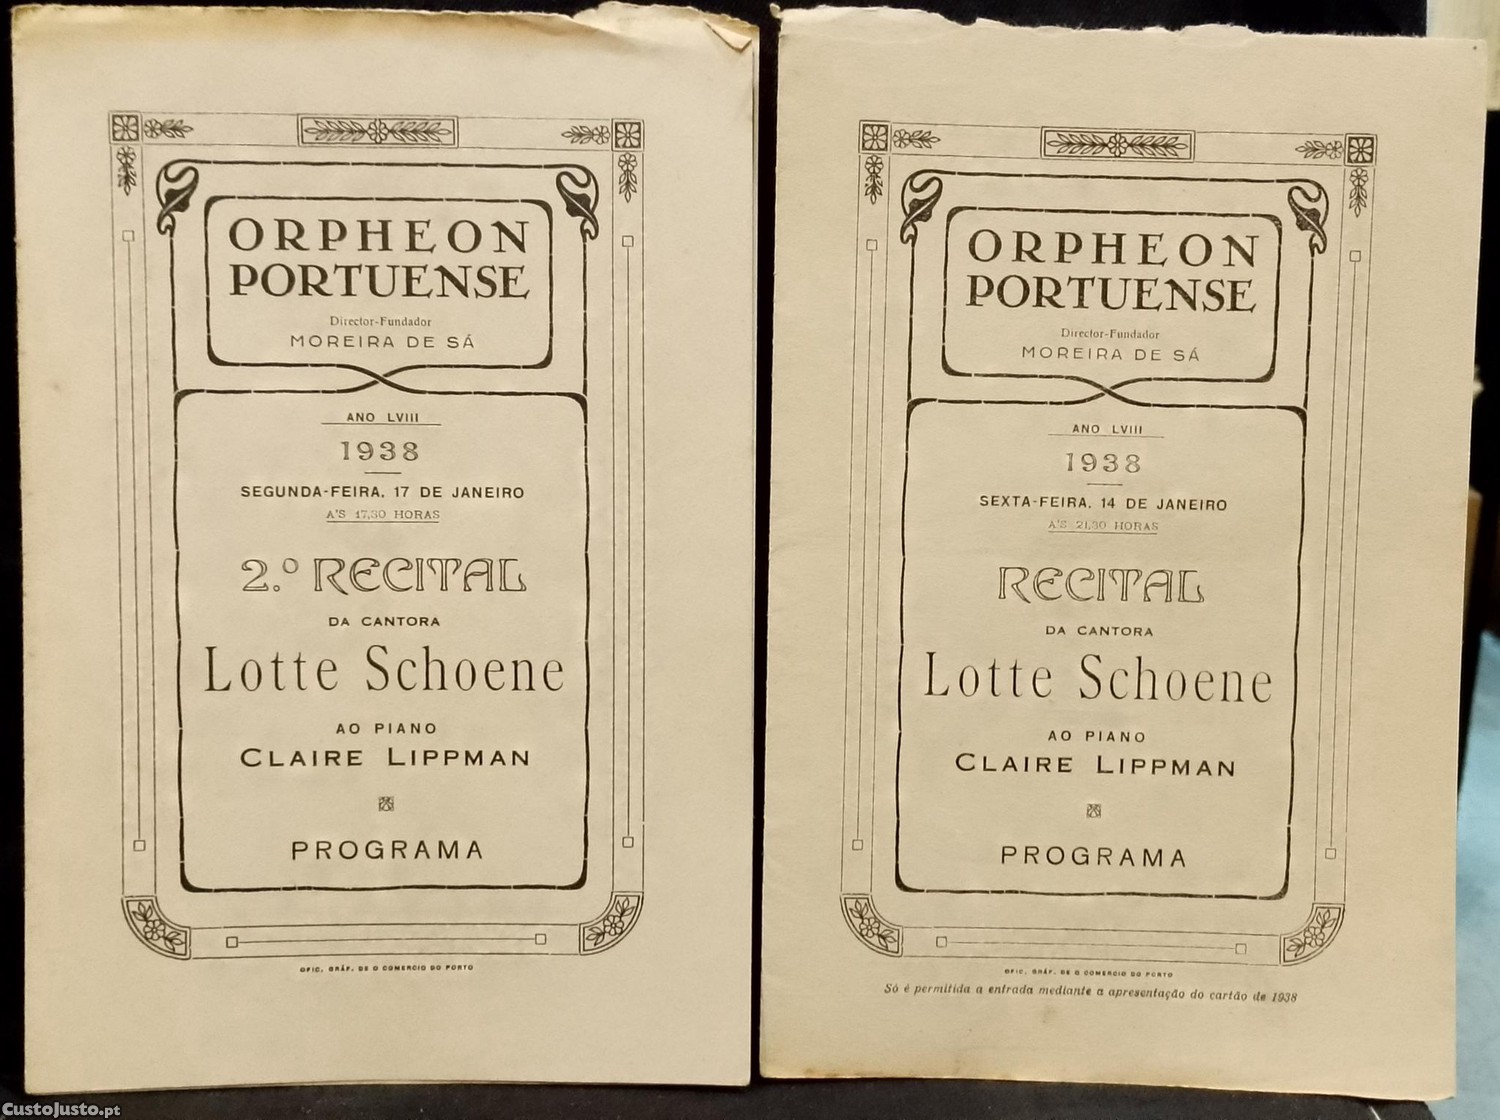 ORPHEON
PORTUENSE
Director-Fundador
MOREIRA DE SÁ
ANO LVIII
1938
SEGUNDA-FEIRA, 17 DE JANEIRO
A'S 17,30 HORAS
2.º RECITAL
DA CANTORA
Lotte Schoene
AO PIANO
CLAIRE LIPPMAN
PROGRAMA
OFIC. GRÁF. DE O COMERCIO DO PORTO
ORPHEON
PORTUENSE
Director-Fundador
MOREIRA DE SÁ
ANO LVIII
1938
SEXTA-FEIRA, 14 DE JANEIRO
A'S 21,30 HORAS
RECITAL
DA CANTORA
Lotte Schoene
AO PIANO
CLAIRE LIPPMAN
PROGRAMA
OFIC. GRÁF. DE O COMERCIO DO PORTO
Só é permitida a entrada mediante a apresentação do cartão de 1938
CustoJusto.pt